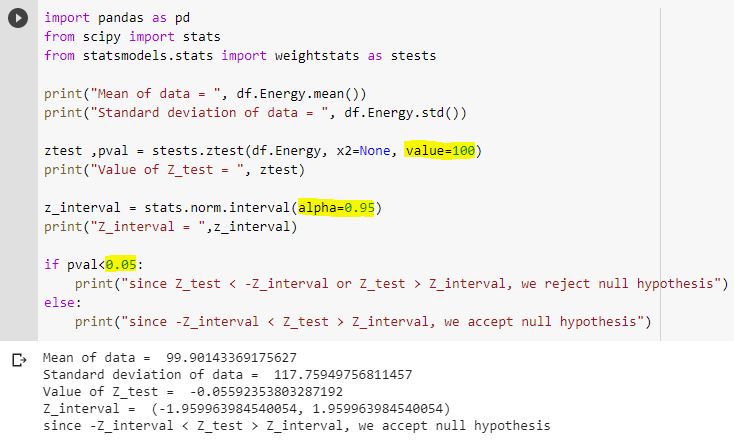 import pandas as pd
from scipy import stats
from statsmodels.stats import weightstats as stests
print("Mean of data = ", df.Energy.mean())
print("Standard deviation of data = ", df.Energy.std())
ztest ,pval = stests.ztest(df.Energy, x2=None, value=100)
print("Value of Z_test = ", ztest)
z_interval = stats.norm.interval(alpha=0.95)
print("Z_interval = ",z_interval)
if pval<0.05:
    print("since Z_test < -Z_interval or Z_test > Z_interval, we reject null hypothesis")
else:
    print("since -Z_interval < Z_test > Z_interval, we accept null hypothesis")
Mean of data =  99.90143369175627
Standard deviation of data =  117.75949756811457
Value of Z_test =  -0.05592353803287192
Z_interval =  (-1.959963984540054, 1.959963984540054)
since -Z_interval < Z_test > Z_interval, we accept null hypothesis